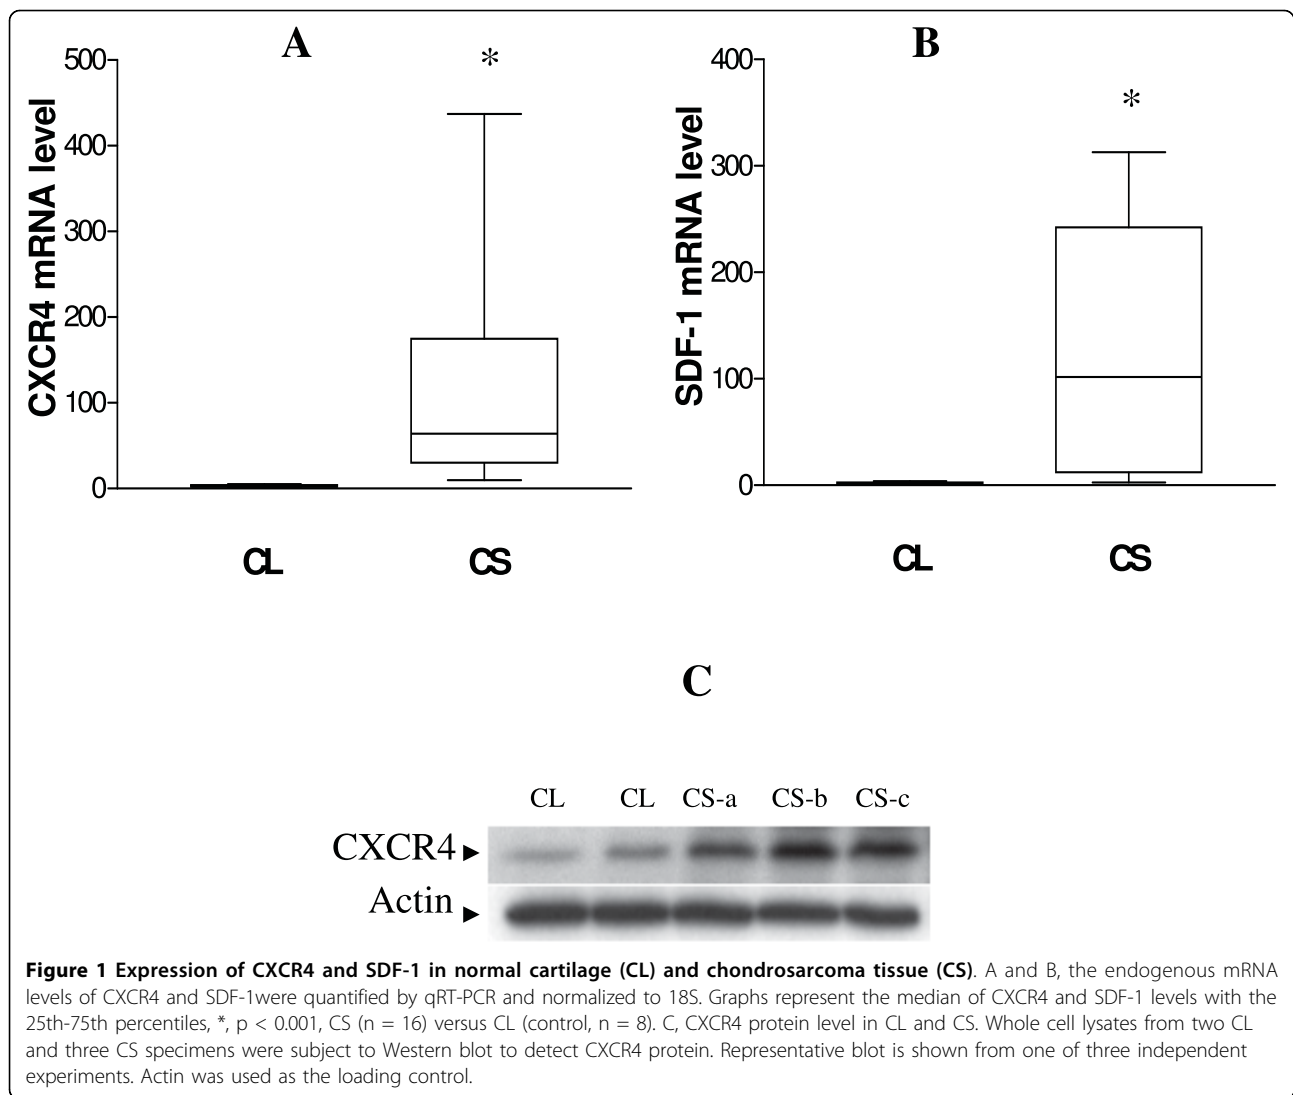 A
500
400
300
200
100
0
CXCR4 mRNA level
*
CL
CS
B
400
300
200
100
0
SDF-1 mRNA level
*
CL
CS
C
CL CL CS-a CS-b CS-c
CXCR4
Actin
Figure 1 Expression of CXCR4 and SDF-1 in normal cartilage (CL) and chondrosarcoma tissue (CS). A and B, the endogenous mRNA
levels of CXCR4 and SDF-1were quantified by qRT-PCR and normalized to 18S. Graphs represent the median of CXCR4 and SDF-1 levels with the
25th-75th percentiles, *, p < 0.001, CS (n = 16) versus CL (control, n = 8). C, CXCR4 protein level in CL and CS. Whole cell lysates from two CL
and three CS specimens were subject to Western blot to detect CXCR4 protein. Representative blot is shown from one of three independent
experiments. Actin was used as the loading control.